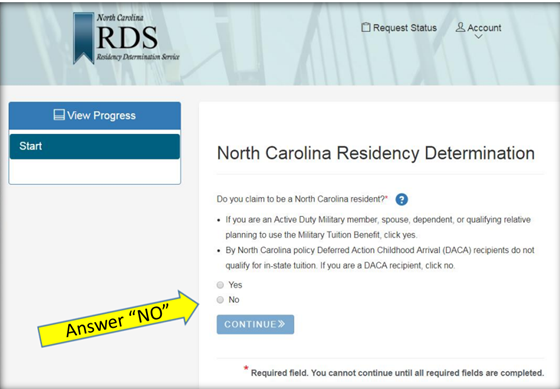 North Carolina
RDS
Residency Determination Service
Request Status
Account
View Progress
Start
North Carolina Residency Determination
Do you claim to be a North Carolina resident?* ?
• If you are an Active Duty Military member, spouse, dependent, or qualifying relative
planning to use the Military Tuition Benefit, click yes.
• By North Carolina policy Deferred Action Childhood Arrival (DACA) recipients do not
qualify for in-state tuition. If you are a DACA recipient, click no.
Yes
No
Answer “NO”
CONTINUE »
* Required field. You cannot continue until all required fields are completed.